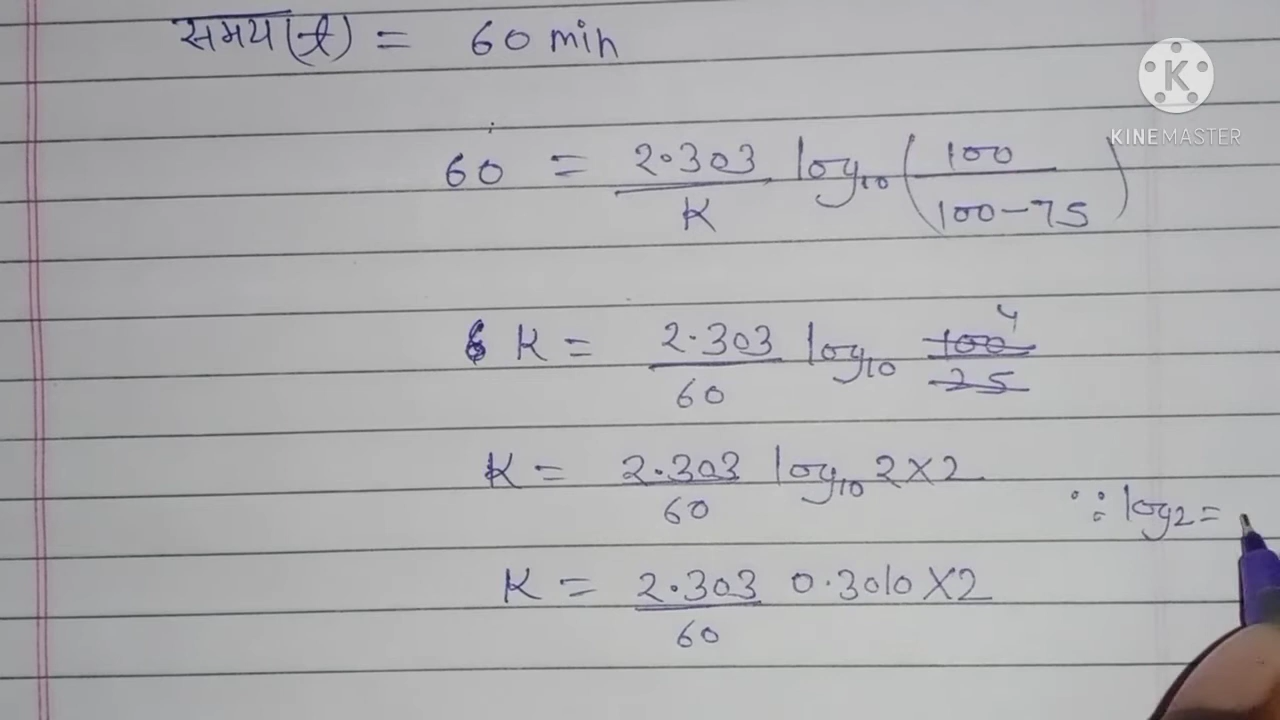 समय (t) = 60 min
K
KINEMASTER
60 = 2.303/K log10 (100/100-75)
K = 2.303/60 log10 100/25 4
K = 2.303/60 log10 2×2
∵ log2 =
K = 2.303/60 0.3010×2